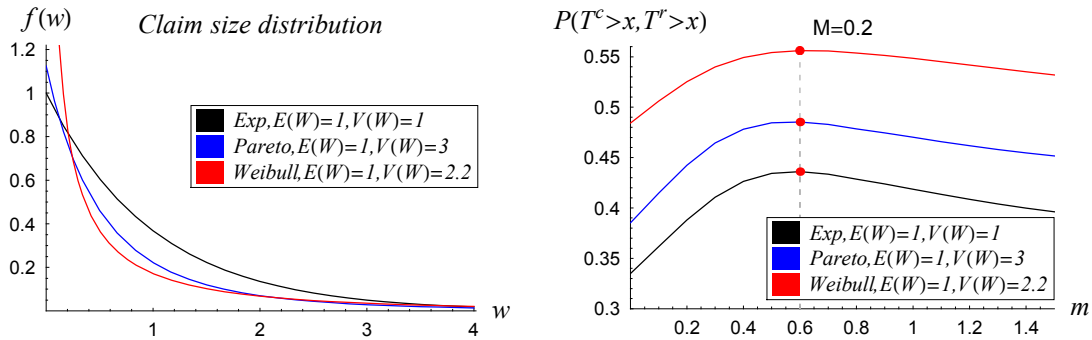 f(w)
Claim size distribution
1.2
1
0.8
0.6
0.4
0.2
Exp,E(W)=1,V(W)=1
Pareto,E(W)=1,V(W)=3
Weibull,E(W)=1,V(W)=2.2
1
2
3
4
w
P(T^c>x,T^r>x)
M=0.2
0.55
0.5
0.45
0.4
0.35
0.3
Exp,E(W)=1,V(W)=1
Pareto,E(W)=1,V(W)=3
Weibull,E(W)=1,V(W)=2.2
0.2
0.4
0.6
0.8
1
1.2
1.4
m